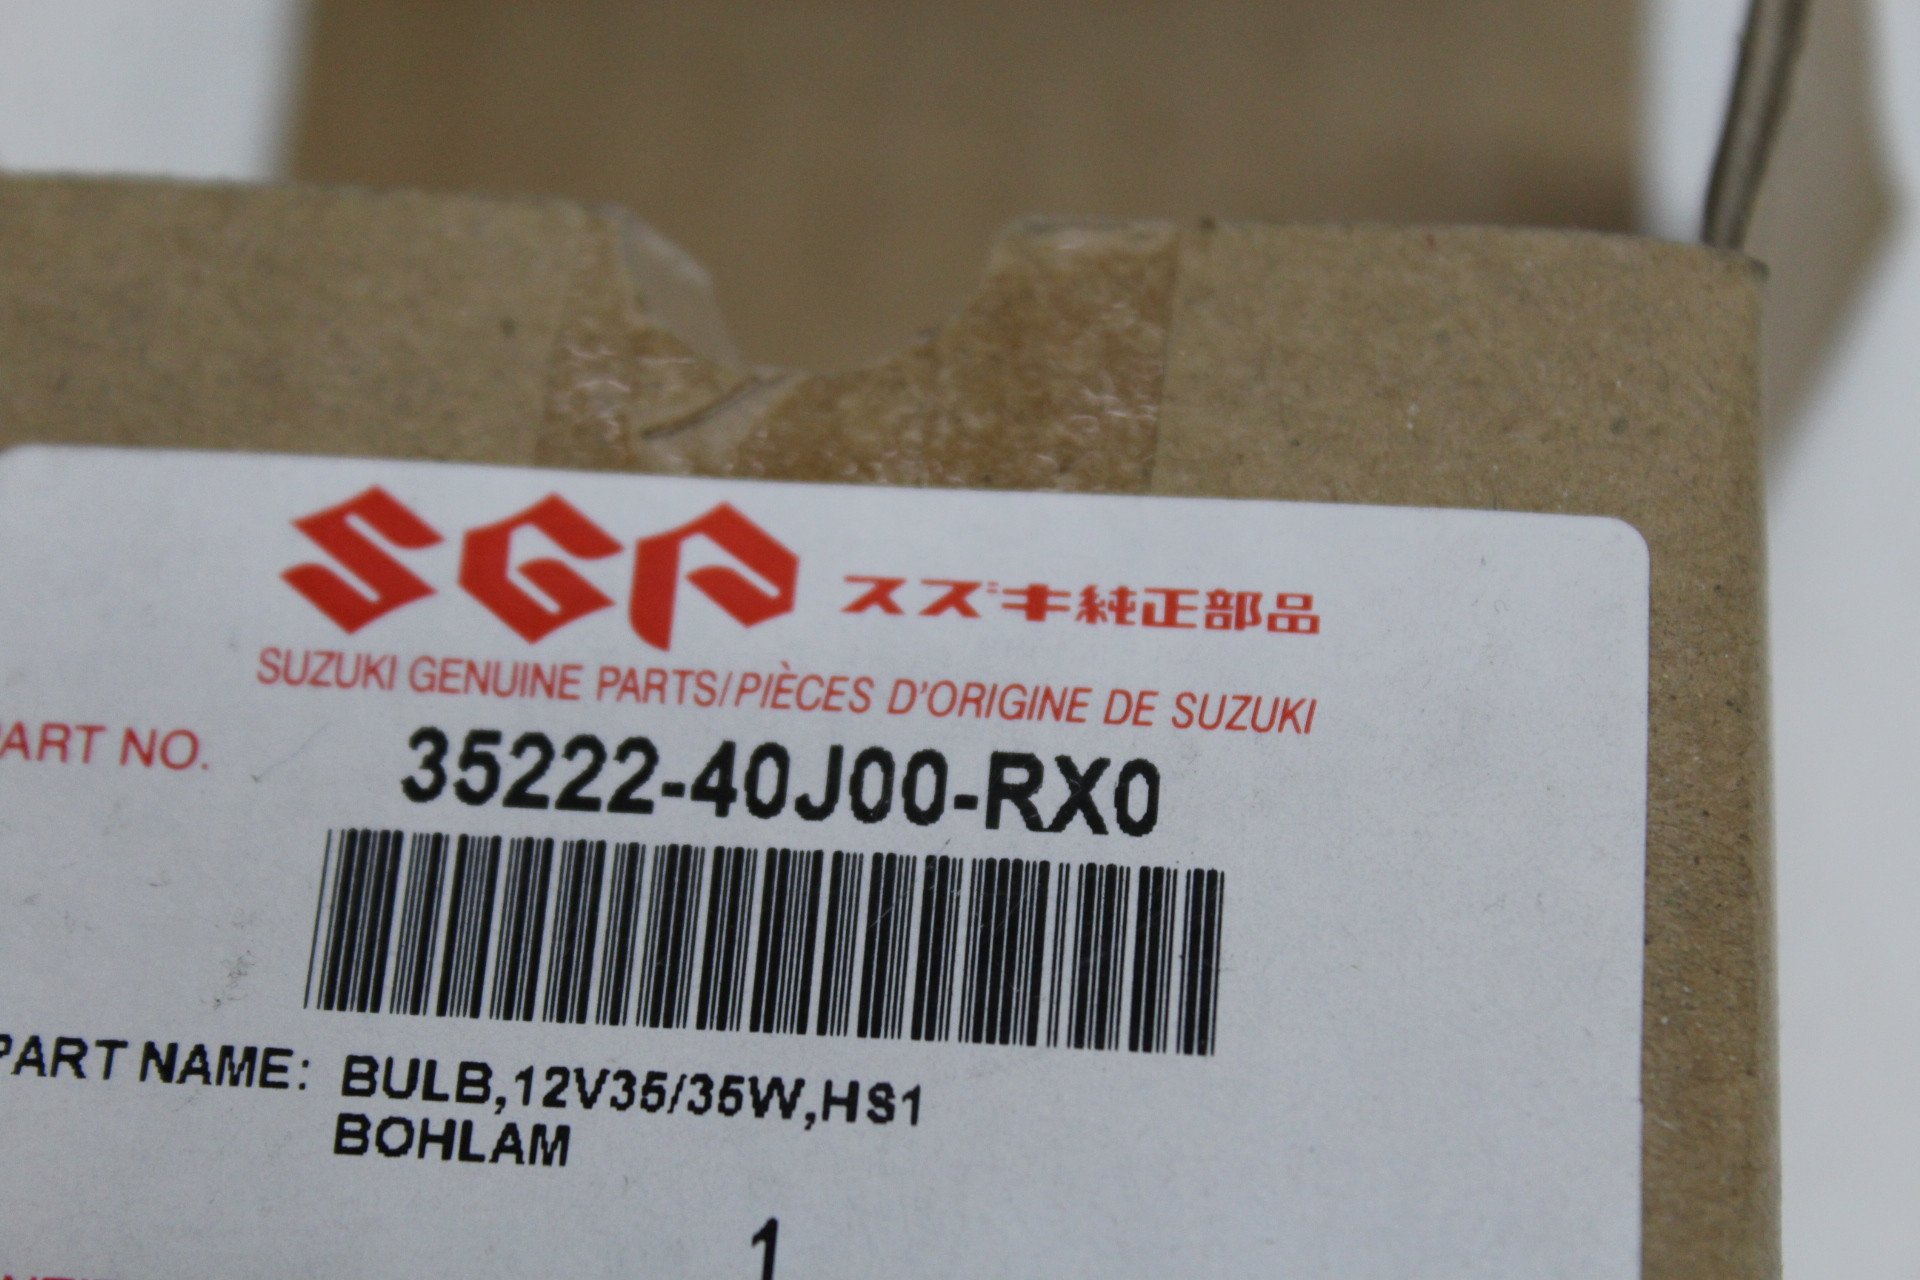 SGP スズキ純正部品
SUZUKI GENUINE PARTS/PIÈCES D'ORIGINE DE SUZUKI
PART NO. 35222-40J00-RX0
PART NAME: BULB,12V35/35W,HS1
BOHLAM
1